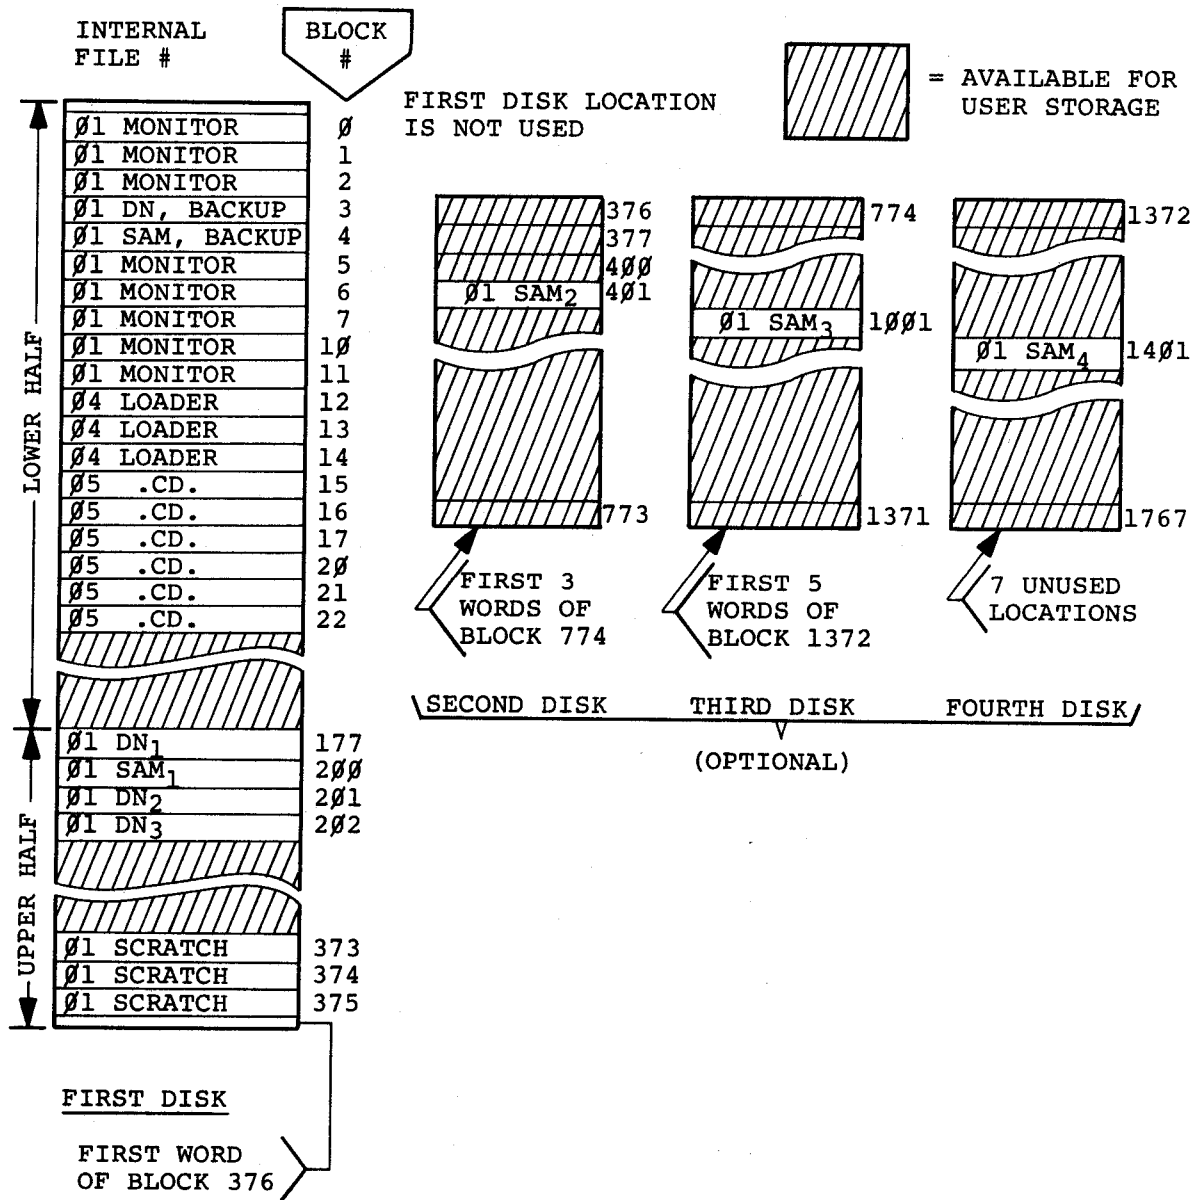 INTERNAL
FILE #
BLOCK
#
FIRST DISK LOCATION
IS NOT USED
= AVAILABLE FOR
USER STORAGE
LOWER HALF
Ø1 MONITOR Ø
Ø1 MONITOR 1
Ø1 MONITOR 2
Ø1 DN, BACKUP 3
Ø1 SAM, BACKUP 4
Ø1 MONITOR 5
Ø1 MONITOR 6
Ø1 MONITOR 7
Ø1 MONITOR 1Ø
Ø1 MONITOR 11
Ø4 LOADER 12
Ø4 LOADER 13
Ø4 LOADER 14
Ø5 .CD. 15
Ø5 .CD. 16
Ø5 .CD. 17
Ø5 .CD. 2Ø
Ø5 .CD. 21
Ø5 .CD. 22
UPPER HALF
Ø1 DN₁ 177
Ø1 SAM₁ 2ØØ
Ø1 DN₂ 2Ø1
Ø1 DN₃ 2Ø2
Ø1 SCRATCH 373
Ø1 SCRATCH 374
Ø1 SCRATCH 375
FIRST DISK
FIRST WORD
OF BLOCK 376
376
377
4ØØ
Ø1 SAM₂ 4Ø1
773
FIRST 3
WORDS OF
BLOCK 774
SECOND DISK
774
Ø1 SAM₃ 1ØØ1
1371
FIRST 5
WORDS OF
BLOCK 1372
THIRD DISK
1372
Ø1 SAM₄ 14Ø1
1767
7 UNUSED
LOCATIONS
FOURTH DISK
(OPTIONAL)